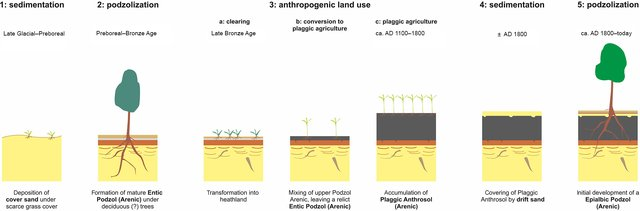 1: sedimentation
2: podzolization
3: anthropogenic land use
4: sedimentation
5: podzolization
a: clearing
b: conversion to
plaggic agriculture
c: plaggic agriculture
Late Glacial–Preboreal
Preboreal–Bronze Age
Late Bronze Age
ca. AD 1100–1800
± AD 1800
ca. AD 1800–today
Deposition of
cover sand under
scarce grass cover
Formation of mature Entic
Podzol (Arenic) under
deciduous (?) trees
Transformation into
heathland
Mixing of upper Podzol
Arenic, leaving a relict
Entic Podzol (Arenic)
Accumulation of
Plaggic Anthrosol
(Arenic)
Covering of Plaggic
Anthrosol by drift sand
Initial development of a
Epialbic Podzol
(Arenic)